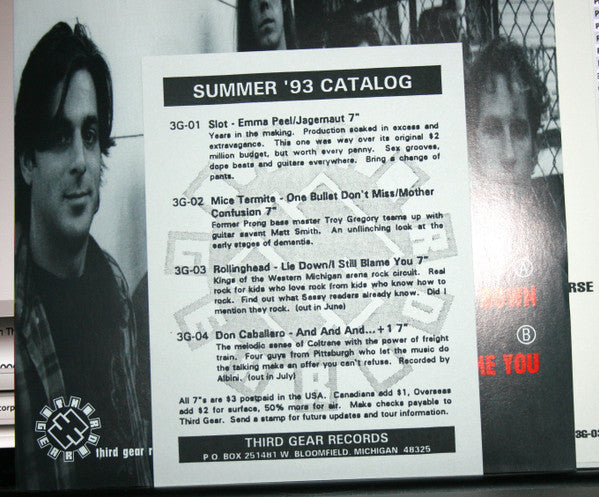 SUMMER '93 CATALOG
3G-01 Slot - Emma Peel/Jagernaut 7"
Years in the making. Production soaked in excess and
extravagance. This one was way over its original $2
million budget, but worth every penny. Sex grooves,
dope beats and guitars everywhere. Bring a change of
pants.
3G-02 Mice Termite - One Bullet Don't Miss/Mother
Confusion 7"
Former Prong bass master Troy Gregory teams up with
guitar savant Matt Smith. An unflinching look at the
early stages of dementia.
3G-03 Rollinghead - Lie Down/I Still Blame You 7"
Kings of the Western Michigan arena rock circuit. Real
rock for kids who love rock from kids who know how to
rock. Find out what Sassy readers already know. Did I
mention they rock. (out in June)
3G-04 Don Caballero - And And And...+1 7"
The melodic sense of Coltrane with the power of freight
train. Four guys from Pittsburgh who let the music do
the talking make an offer you can't refuse. Recorded by
Albini. (out in July)
All 7"s are $3 postpaid in the USA. Canadians add $1, Overseas
add $2 for surface, 50% more for air. Make checks payable to
Third Gear. Send a stamp for future updates and tour information.
THIRD GEAR RECORDS
P.O. BOX 251481 W. BLOOMFIELD, MICHIGAN 48325
A
DOWN
B
ME YOU
RSE
3G-03
THIRD GEAR
third gear r
corp